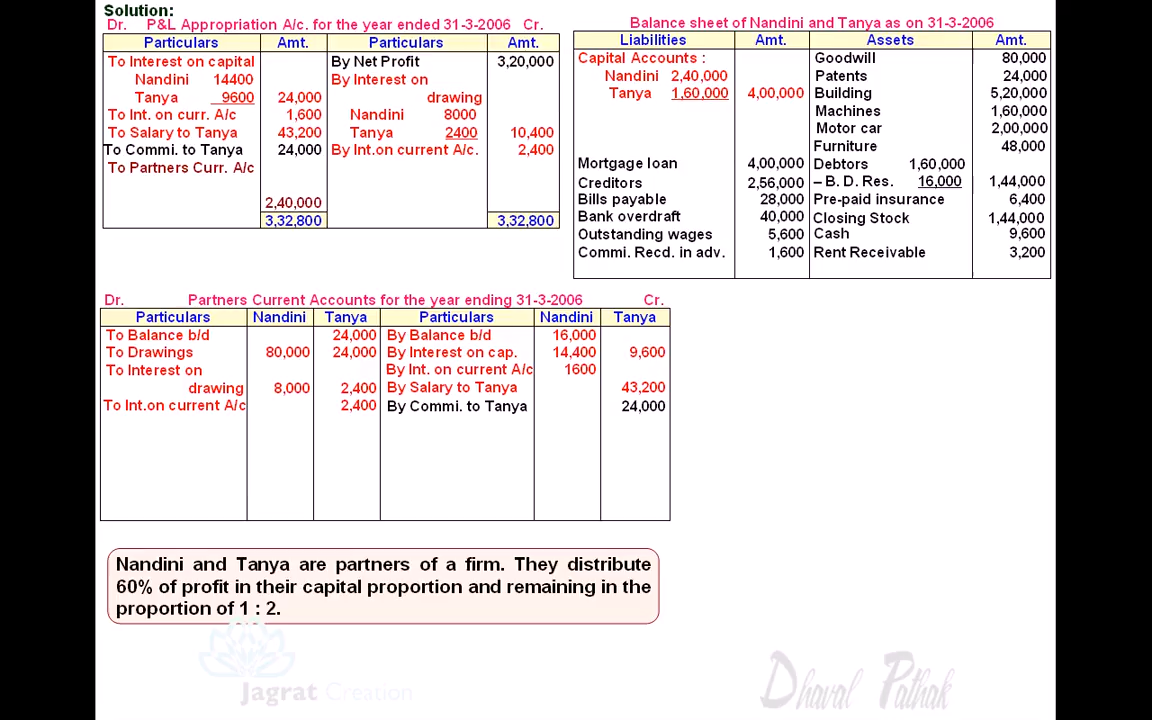 Solution:
Dr. P&L Appropriation A/c. for the year ended 31-3-2006 Cr.
Particulars Amt. Particulars Amt.
To Interest on capital By Net Profit 3,20,000
Nandini 14400 By Interest on
Tanya 9600 24,000 drawing
To Int. on curr. A/c 1,600 Nandini 8000
To Salary to Tanya 43,200 Tanya 2400 10,400
To Commi. to Tanya 24,000 By Int.on current A/c. 2,400
To Partners Curr. A/c
2,40,000
3,32,800 3,32,800
Balance sheet of Nandini and Tanya as on 31-3-2006
Liabilities Amt. Assets Amt.
Capital Accounts : Goodwill 80,000
Nandini 2,40,000 Patents 24,000
Tanya 1,60,000 4,00,000 Building 5,20,000
Machines 1,60,000
Motor car 2,00,000
Furniture 48,000
Mortgage loan 4,00,000 Debtors 1,60,000
Creditors 2,56,000 – B. D. Res. 16,000 1,44,000
Bills payable 28,000 Pre-paid insurance 6,400
Bank overdraft 40,000 Closing Stock 1,44,000
Outstanding wages 5,600 Cash 9,600
Commi. Recd. in adv. 1,600 Rent Receivable 3,200
Dr. Partners Current Accounts for the year ending 31-3-2006 Cr.
Particulars Nandini Tanya Particulars Nandini Tanya
To Balance b/d 24,000 By Balance b/d 16,000
To Drawings 80,000 24,000 By Interest on cap. 14,400 9,600
To Interest on By Int. on current A/c 1600
drawing 8,000 2,400 By Salary to Tanya 43,200
To Int.on current A/c 2,400 By Commi. to Tanya 24,000
Nandini and Tanya are partners of a firm. They distribute
60% of profit in their capital proportion and remaining in the
proportion of 1 : 2.
Jagrat Creation
Dhaval Pathak